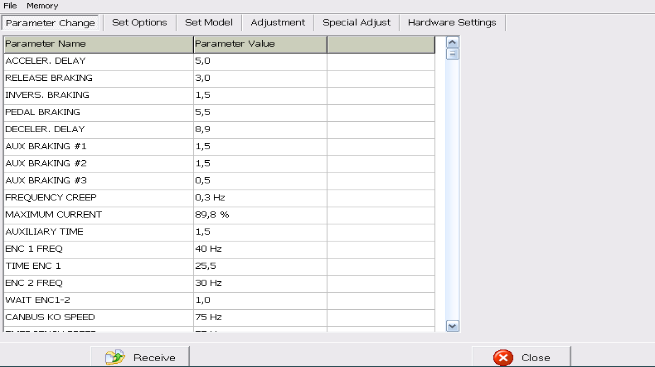 File Memory
Parameter Change Set Options Set Model Adjustment Special Adjust Hardware Settings
Parameter Name Parameter Value
ACCELER. DELAY 5,0
RELEASE BRAKING 3,0
INVERS. BRAKING 1,5
PEDAL BRAKING 5,5
DECELER. DELAY 8,9
AUX BRAKING #1 1,5
AUX BRAKING #2 1,5
AUX BRAKING #3 0,5
FREQUENCY CREEP 0,3 Hz
MAXIMUM CURRENT 89,8 %
AUXILIARY TIME 1,5
ENC 1 FREQ 40 Hz
TIME ENC 1 25,5
ENC 2 FREQ 30 Hz
WAIT ENC1-2 1,0
CANBUS KO SPEED 75 Hz
Receive Close